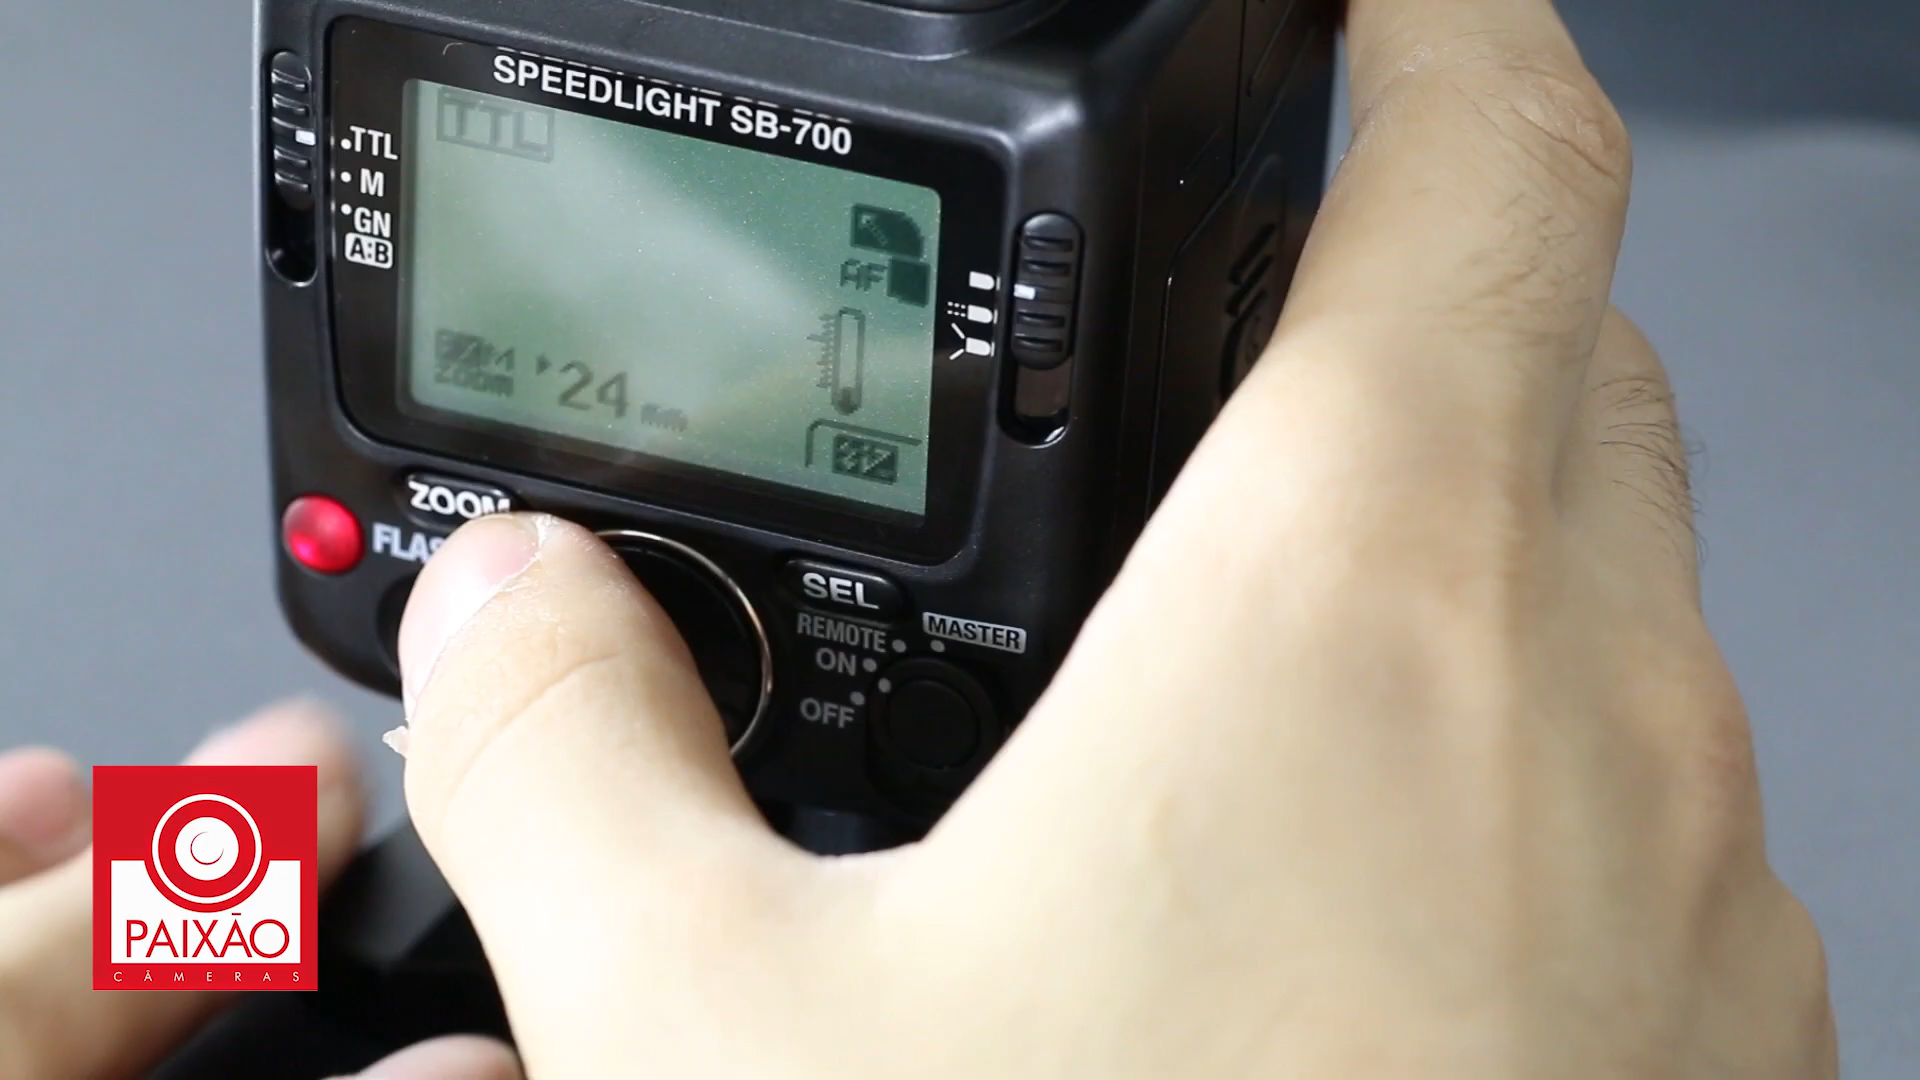 SPEEDLIGHT SB-700
TTL
M
GN
A:B
TTL
AF
M
zoom
24 mm
ZOOM
FLAS
SEL
REMOTE
MASTER
ON
OFF
PAIXÃO
CÂMERAS